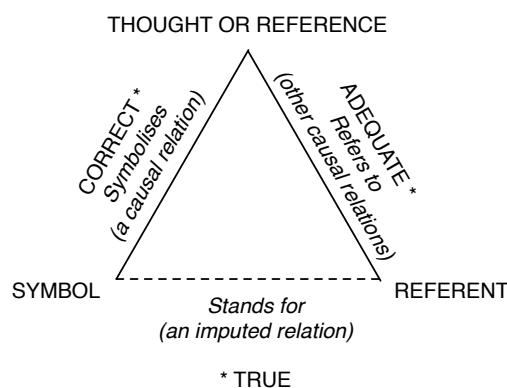 THOUGHT OR REFERENCE
CORRECT *
Symbolises
(a causal relation)
ADEQUATE *
Refers to
(other causal relations)
SYMBOL
REFERENT
Stands for
(an imputed relation)
* TRUE